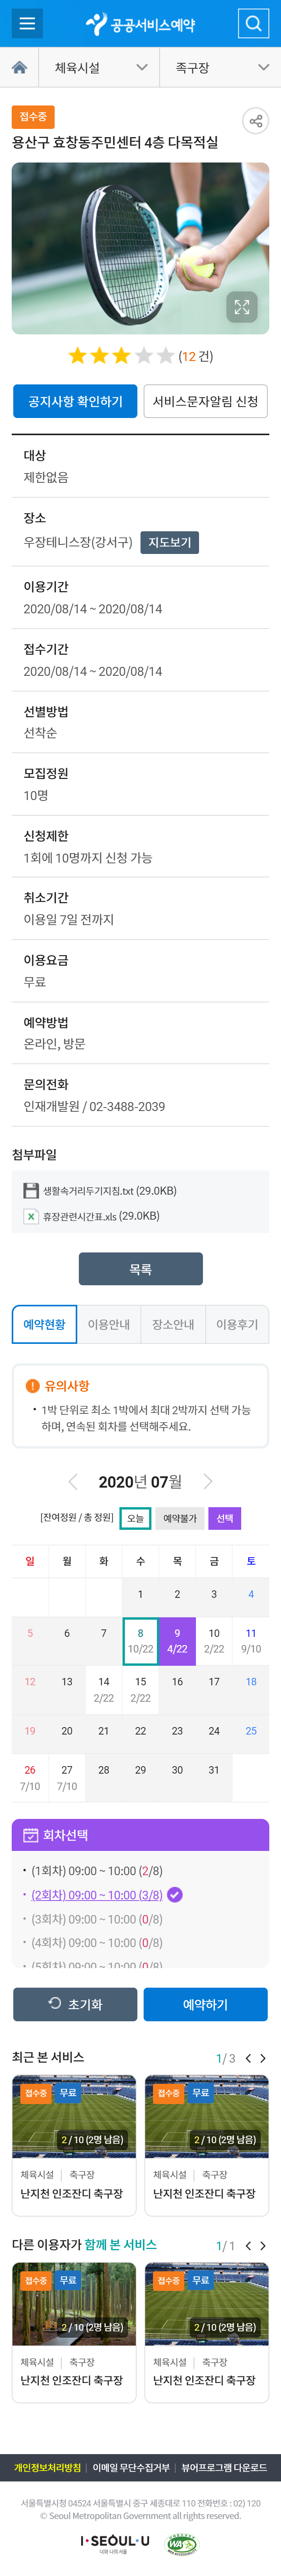 공공서비스예약
체육시설
족구장
접수중
용산구 효창동주민센터 4층 다목적실
(12 건)
공지사항 확인하기
서비스문자알림 신청
대상
제한없음
장소
우장테니스장(강서구) 지도보기
이용기간
2020/08/14 ~ 2020/08/14
접수기간
2020/08/14 ~ 2020/08/14
선별방법
선착순
모집정원
10명
신청제한
1회에 10명까지 신청 가능
취소기간
이용일 7일 전까지
이용요금
무료
예약방법
온라인, 방문
문의전화
인재개발원 / 02-3488-2039
첨부파일
생활속거리두기지침.txt (29.0KB)
휴장관련시간표.xls (29.0KB)
목록
예약현황 이용안내 장소안내 이용후기
유의사항
1박 단위로 최소 1박에서 최대 2박까지 선택 가능
하며, 연속된 회차를 선택해주세요.
2020년 07월
[잔여정원 / 총 정원] 오늘 예약불가 선택
일 월 화 수 목 금 토
1 2 3 4
5 6 7 8 9 10 11
10/22 4/22 2/22 9/10
12 13 14 15 16 17 18
2/22 2/22
19 20 21 22 23 24 25
26 27 28 29 30 31
7/10 7/10
회차선택
(1회차) 09:00 ~ 10:00 (2/8)
(2회차) 09:00 ~ 10:00 (3/8)
(3회차) 09:00 ~ 10:00 (0/8)
(4회차) 09:00 ~ 10:00 (0/8)
(5회차) 09:00 ~ 10:00 (0/8)
초기화
예약하기
최근 본 서비스 1/ 3
접수중 무료 접수중 무료
2 / 10 (2명 남음) 2 / 10 (2명 남음)
체육시설 축구장 체육시설 축구장
난지천 인조잔디 축구장 난지천 인조잔디 축구장
다른 이용자가 함께 본 서비스 1/ 1
접수중 무료 접수중 무료
2 / 10 (2명 남음) 2 / 10 (2명 남음)
체육시설 축구장 체육시설 축구장
난지천 인조잔디 축구장 난지천 인조잔디 축구장
개인정보처리방침 이메일 무단수집거부 뷰어프로그램 다운로드
서울특별시청 04524 서울특별시 중구 세종대로 110 전화번호 : 02) 120
© Seoul Metropolitan Government all rights reserved.
I·SEOUL·U
너와 나의 서울
WA